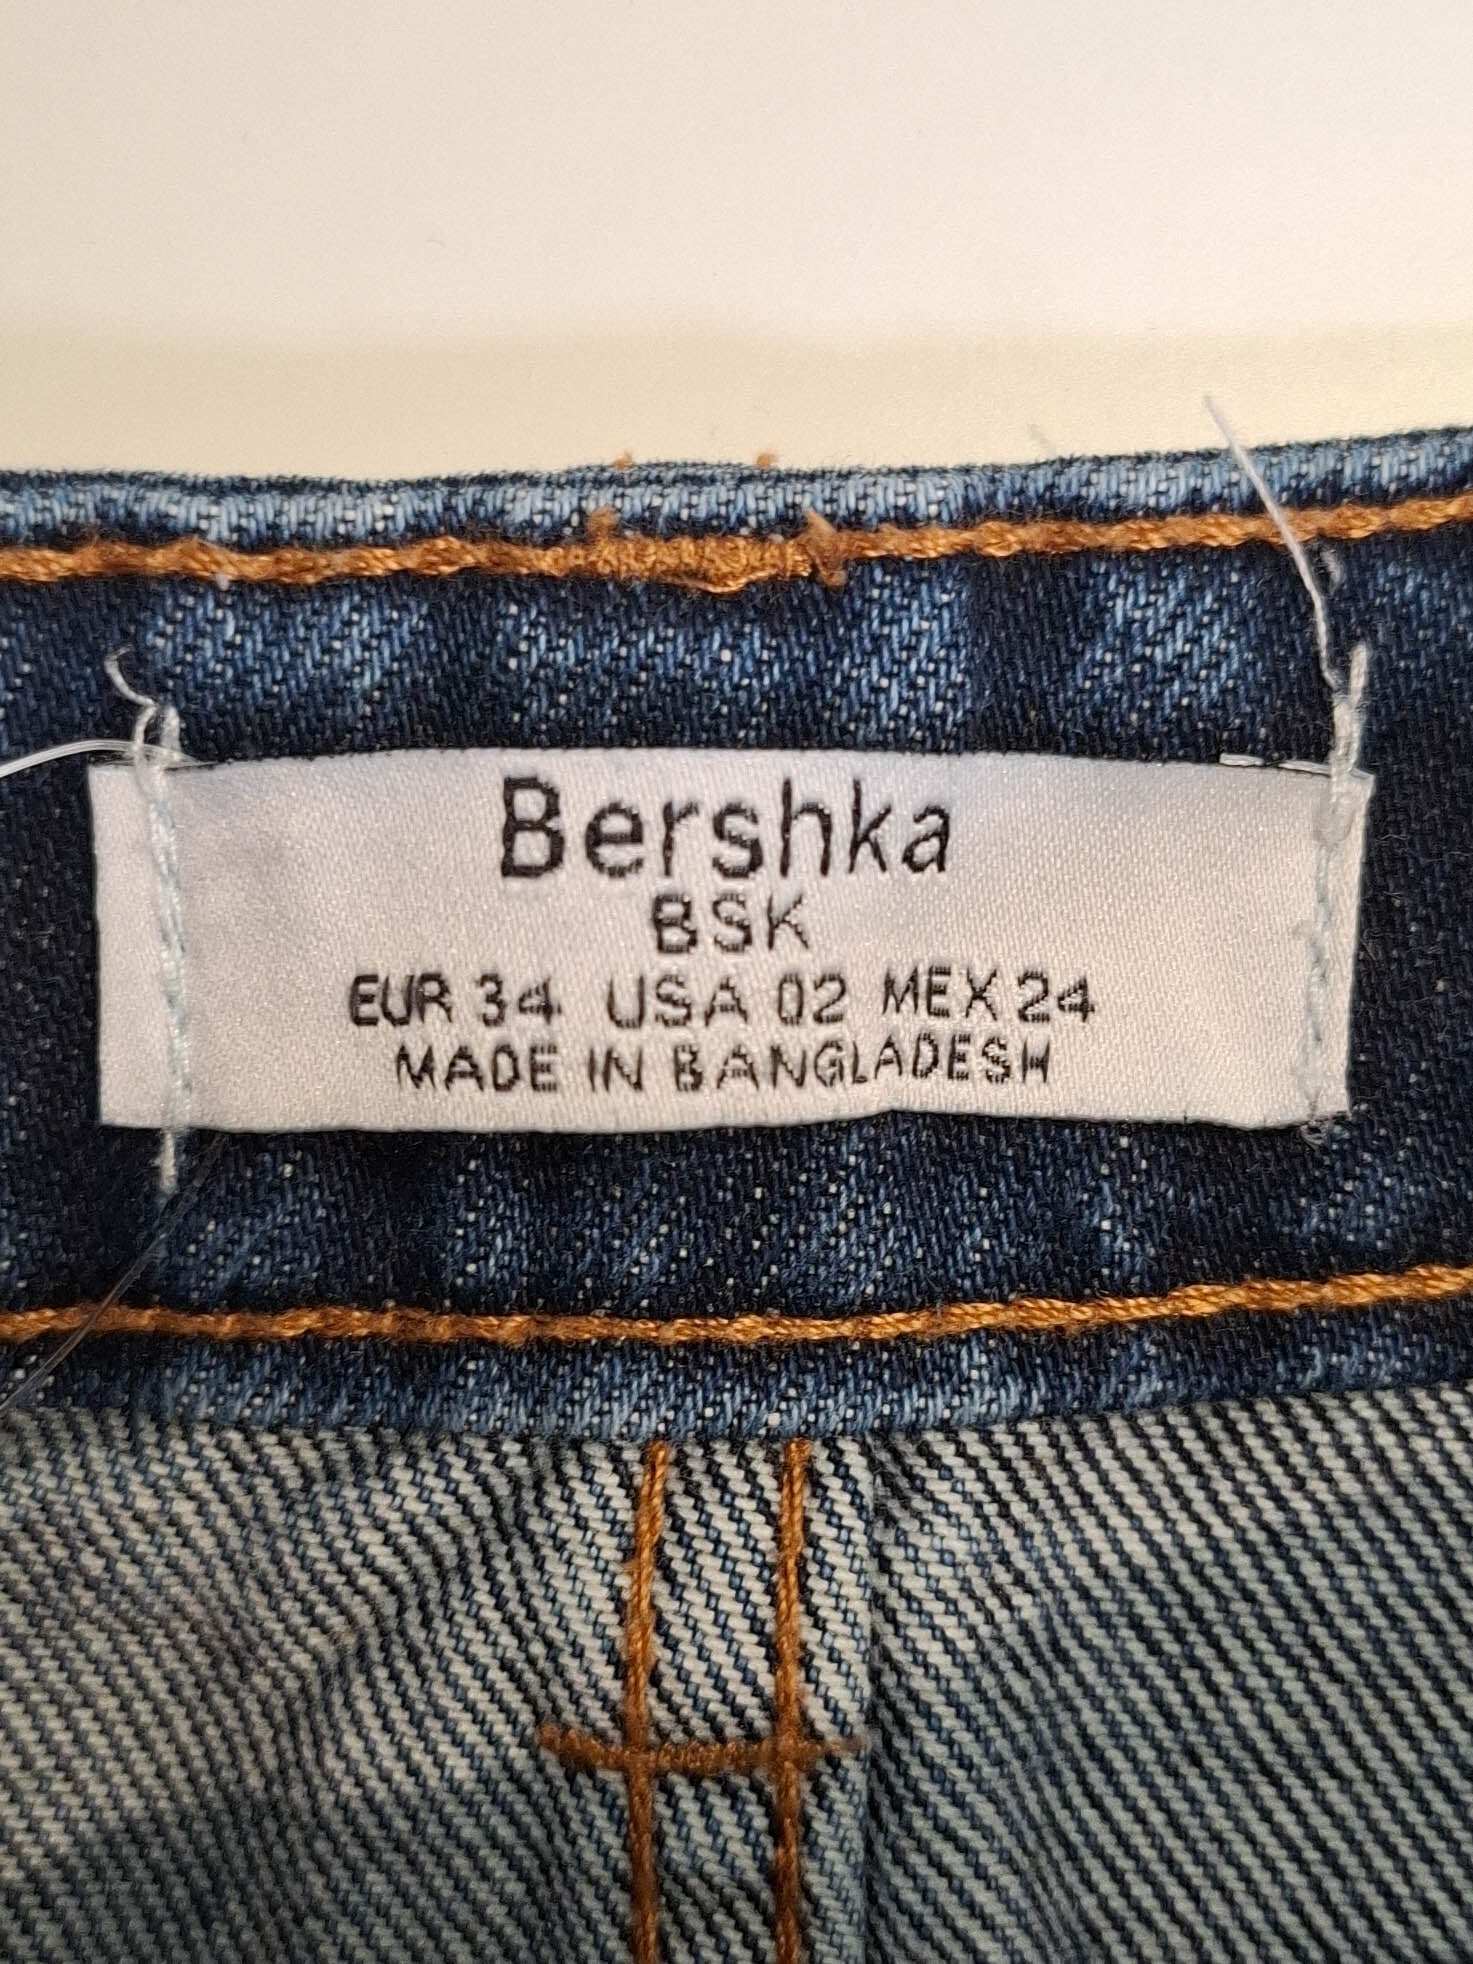 Bershka
BSK
EUR 34 USA 02 MEX 24
MADE IN BANGLADESH